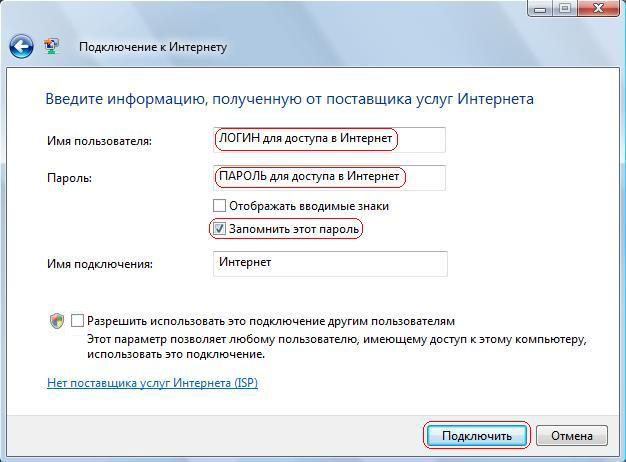 Подключение к Интернету
Введите информацию, полученную от поставщика услуг Интернета
Имя пользователя: ЛОГИН для доступа в Интернет
Пароль: ПАРОЛЬ для доступа в Интернет
Отображать вводимые знаки
Запомнить этот пароль
Имя подключения: Интернет
Разрешить использовать это подключение другим пользователям
Этот параметр позволяет любому пользователю, имеющему доступ к этому компьютеру,
использовать это подключение.
Нет поставщика услуг Интернета (ISP)
Подключить Отмена